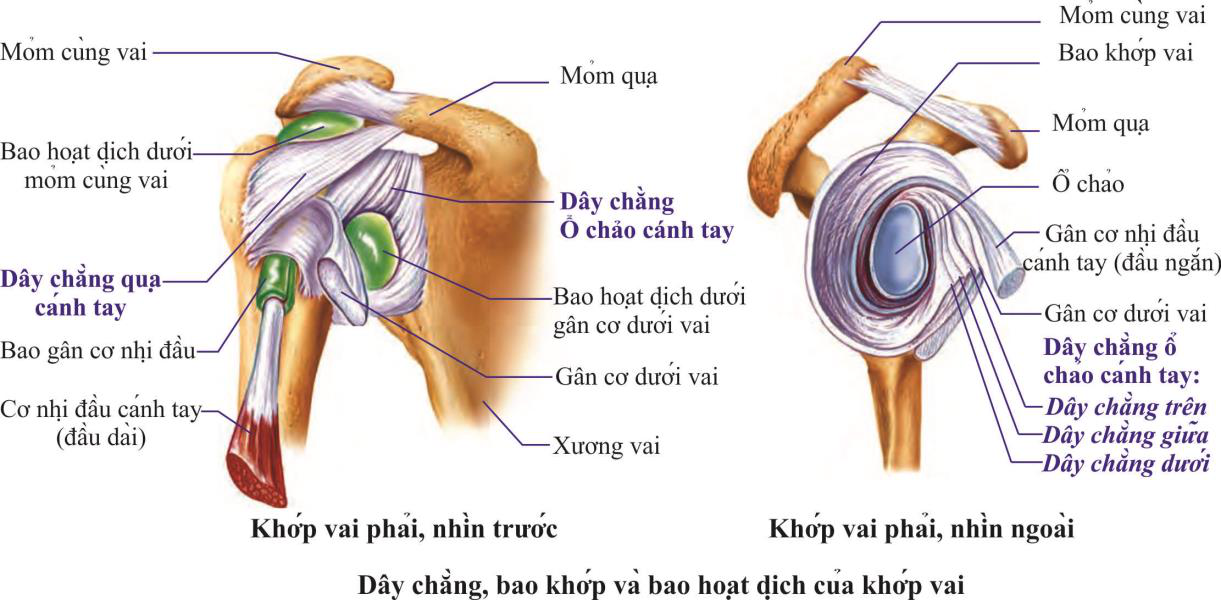 Mỏm cùng vai
Mỏm quạ
Bao hoạt dịch dưới
mỏm cùng vai
Dây chằng
Ổ chảo cánh tay
Dây chằng quạ
cánh tay
Bao hoạt dịch dưới
gân cơ dưới vai
Bao gân cơ nhị đầu
Gân cơ dưới vai
Cơ nhị đầu cánh tay
(đầu dài)
Xương vai
Khớp vai phải, nhìn trước
Mỏm cùng vai
Bao khớp vai
Mỏm quạ
Ổ chảo
Gân cơ nhị đầu
cánh tay (đầu ngắn)
Gân cơ dưới vai
Dây chằng ổ
chảo cánh tay:
Dây chằng trên
Dây chằng giữa
Dây chằng dưới
Khớp vai phải, nhìn ngoài
Dây chằng, bao khớp và bao hoạt dịch của khớp vai